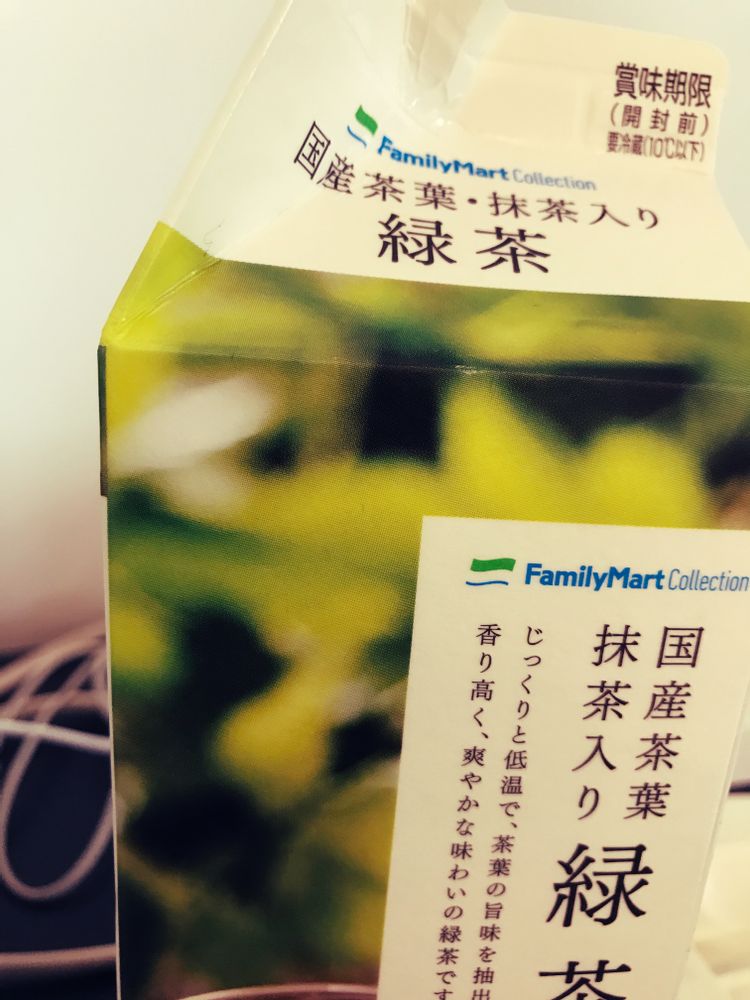 賞味期限
(開封前)
要冷蔵(10℃以下)
FamilyMart Collection
国産茶葉・抹茶入り
緑茶
FamilyMart Collection
国産茶葉
抹茶入り
緑茶
じっくりと低温で、茶葉の旨味を抽出
香り高く、爽やかな味わいの緑茶です